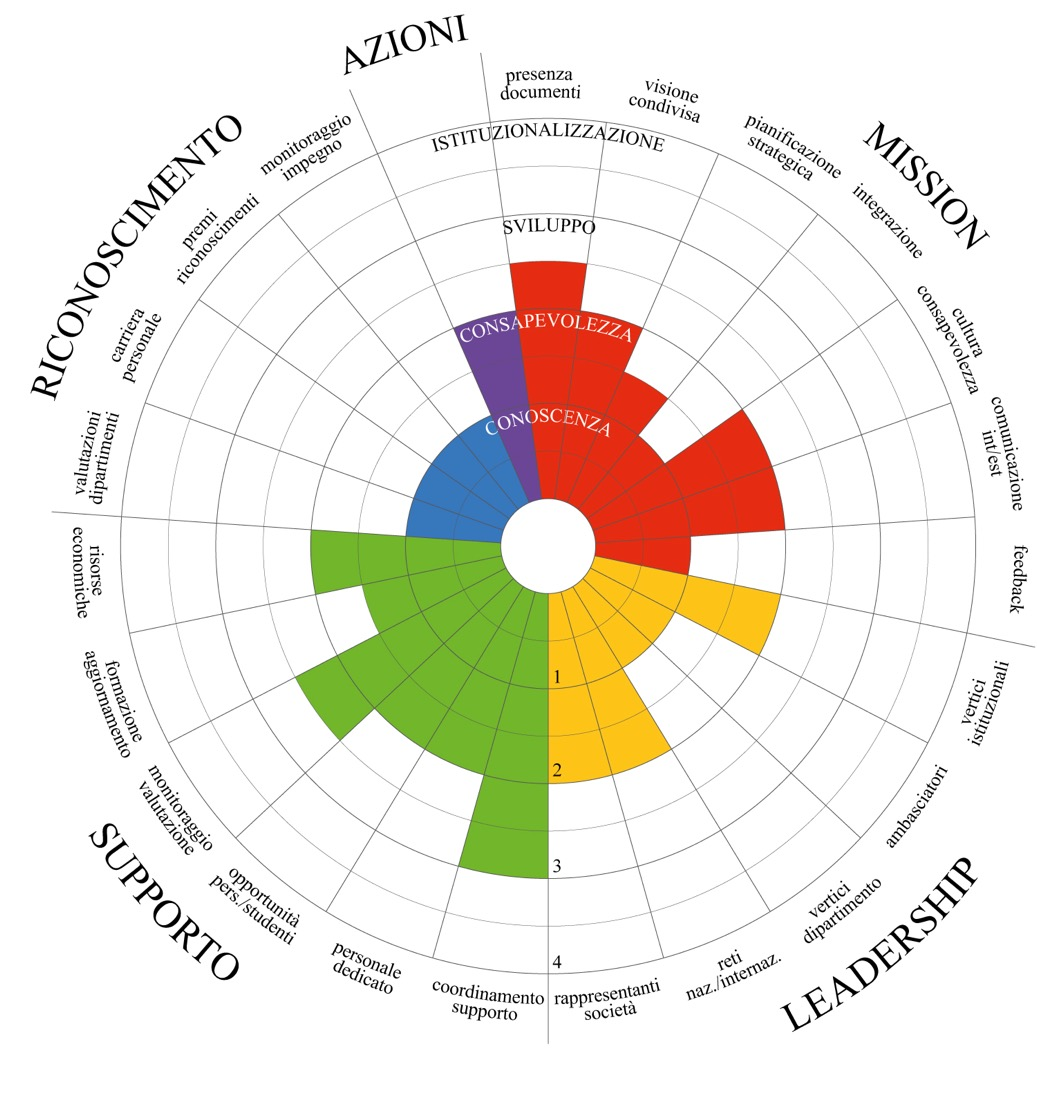 AZIONI
presenza
documenti
visione
condivisa
pianificazione
strategica
integrazione
MISSION
cultura
consapevolezza
comunicazione
int/est
feedback
vertici
istituzionali
ambasciatori
vertici
dipartimento
LEADERSHIP
reti
naz./internaz.
rappresentanti
società
coordinamento
supporto
personale
dedicato
opportunità
pers./studenti
SUPPORTO
monitoraggio
valutazione
formazione
aggiornamento
risorse
economiche
valutazioni
dipartimenti
carriera
personale
RICONOSCIMENTO
premi
riconoscimenti
monitoraggio
impegno
ISTITUZIONALIZZAZIONE
SVILUPPO
CONSAPEVOLEZZA
CONOSCENZA
1
2
3
4